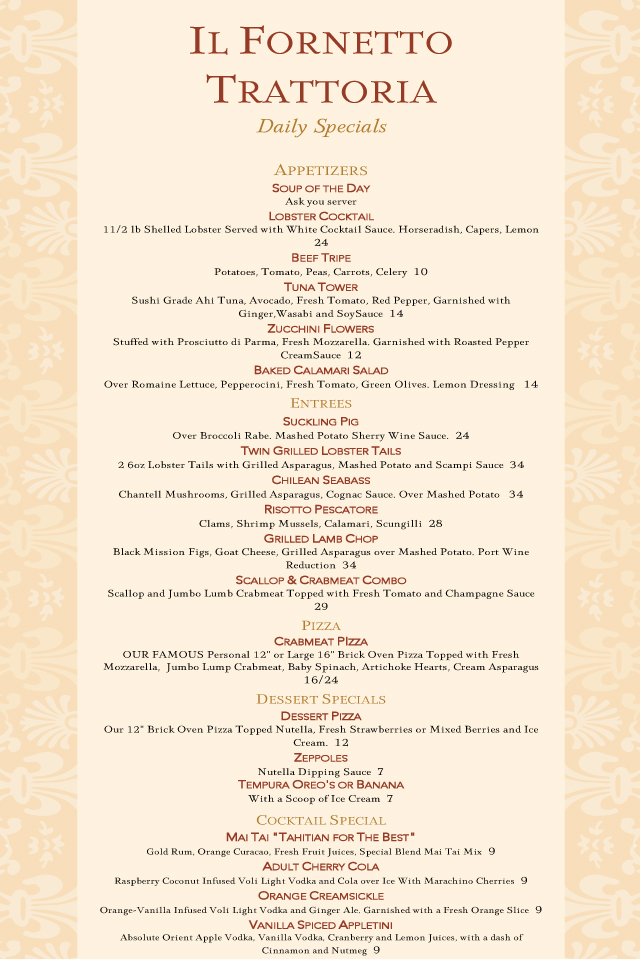 Il Fornetto
Trattoria
Daily Specials
Appetizers
Soup of the Day
Ask you server
Lobster Cocktail
11/2 lb Shelled Lobster Served with White Cocktail Sauce. Horseradish, Capers, Lemon
24
Beef Tripe
Potatoes, Tomato, Peas, Carrots, Celery 10
Tuna Tower
Sushi Grade Ahi Tuna, Avocado, Fresh Tomato, Red Pepper, Garnished with
Ginger,Wasabi and SoySauce 14
Zucchini Flowers
Stuffed with Prosciutto di Parma, Fresh Mozzarella. Garnished with Roasted Pepper
CreamSauce 12
Baked Calamari Salad
Over Romaine Lettuce, Pepperocini, Fresh Tomato, Green Olives. Lemon Dressing 14
Entrees
Suckling Pig
Over Broccoli Rabe. Mashed Potato Sherry Wine Sauce. 24
Twin Grilled Lobster Tails
2 6oz Lobster Tails with Grilled Asparagus, Mashed Potato and Scampi Sauce 34
Chilean Seabass
Chantell Mushrooms, Grilled Asparagus, Cognac Sauce. Over Mashed Potato 34
Risotto Pescatore
Clams, Shrimp Mussels, Calamari, Scungilli 28
Grilled Lamb Chop
Black Mission Figs, Goat Cheese, Grilled Asparagus over Mashed Potato. Port Wine
Reduction 34
Scallop & Crabmeat Combo
Scallop and Jumbo Lumb Crabmeat Topped with Fresh Tomato and Champagne Sauce
29
Pizza
Crabmeat PIzza
OUR FAMOUS Personal 12" or Large 16" Brick Oven Pizza Topped with Fresh
Mozzarella, Jumbo Lump Crabmeat, Baby Spinach, Artichoke Hearts, Cream Asparagus
16/24
Dessert Specials
Dessert Pizza
Our 12" Brick Oven Pizza Topped Nutella, Fresh Strawberries or Mixed Berries and Ice
Cream. 12
Zeppoles
Nutella Dipping Sauce 7
Tempura Oreo's or Banana
With a Scoop of Ice Cream 7
Cocktail Special
Mai Tai "Tahitian for The Best"
Gold Rum, Orange Curacao, Fresh Fruit Juices, Special Blend Mai Tai Mix 9
Adult Cherry Cola
Raspberry Coconut Infused Voli Light Vodka and Cola over Ice With Marachino Cherries 9
Orange Creamsickle
Orange-Vanilla Infused Voli Light Vodka and Ginger Ale. Garnished with a Fresh Orange Slice 9
Vanilla Spiced Appletini
Absolute Orient Apple Vodka, Vanilla Vodka, Cranberry and Lemon Juices, with a dash of
Cinnamon and Nutmeg 9